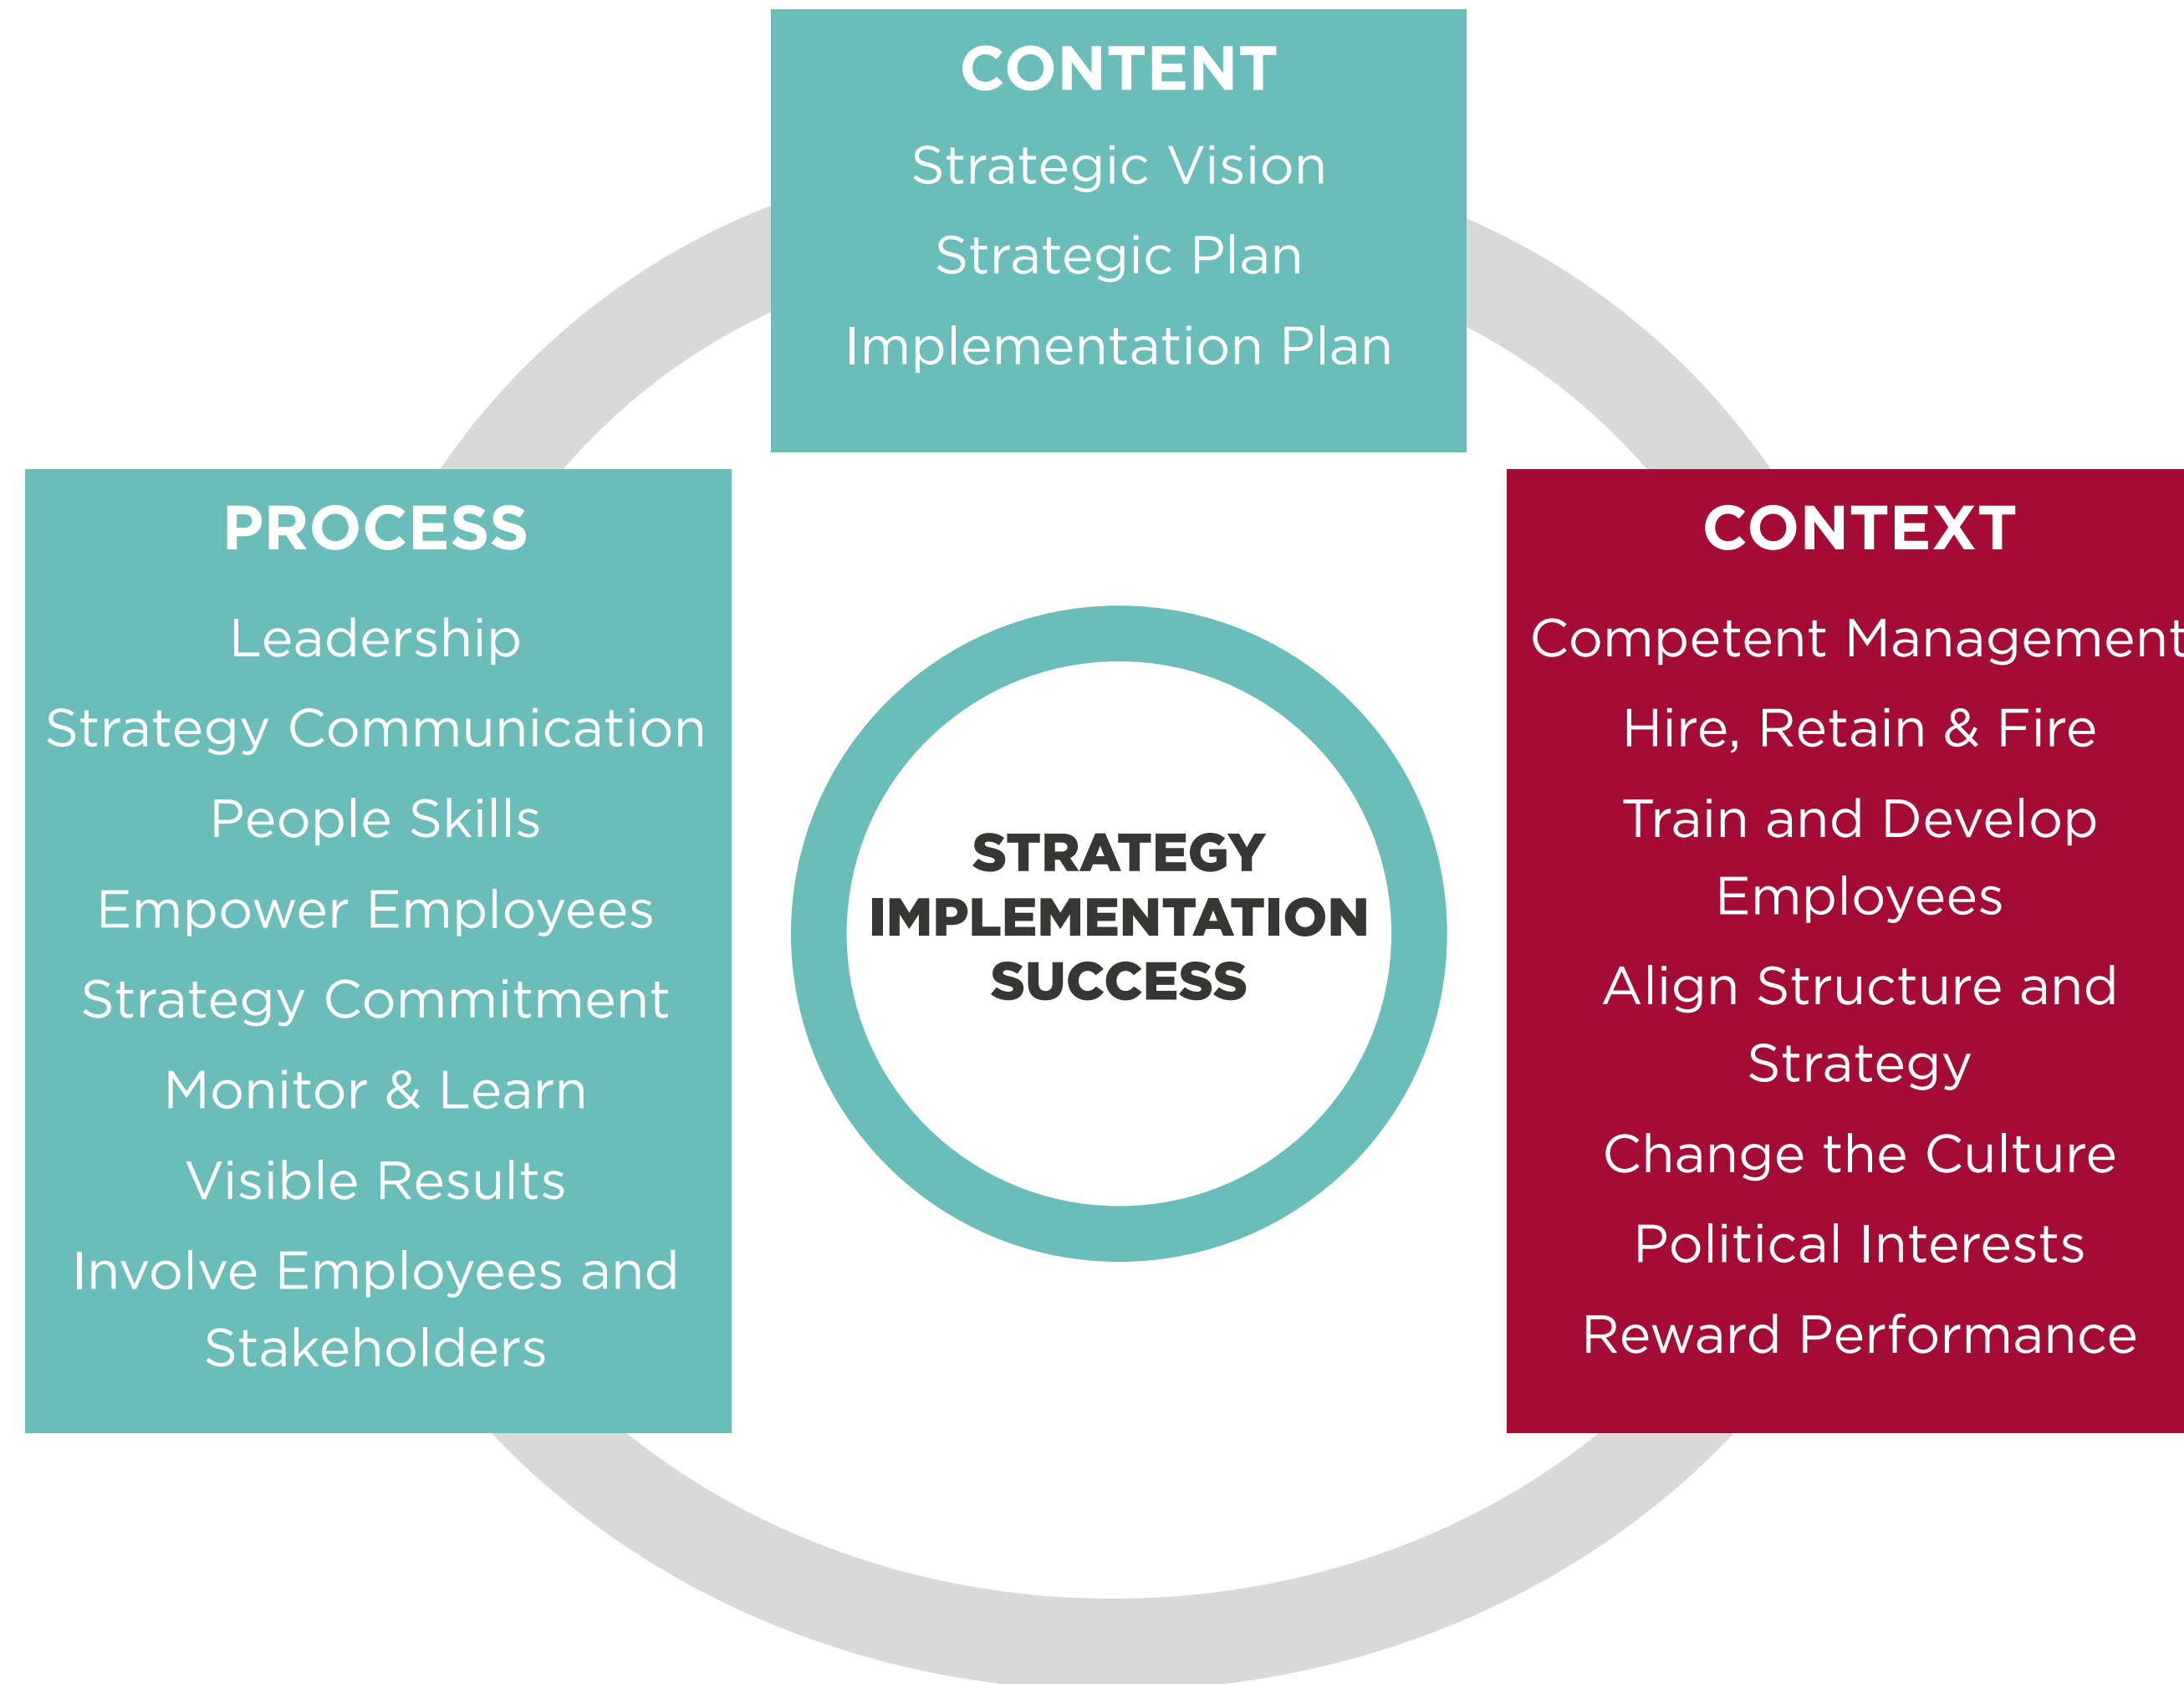 CONTENT
Strategic Vision
Strategic Plan
Implementation Plan
PROCESS
Leadership
Strategy Communication
People Skills
Empower Employees
Strategy Commitment
Monitor & Learn
Visible Results
Involve Employees and
Stakeholders
STRATEGY
IMPLEMENTATION
SUCCESS
CONTEXT
Competent Management
Hire, Retain & Fire
Train and Develop
Employees
Align Structure and
Strategy
Change the Culture
Political Interests
Reward Performance